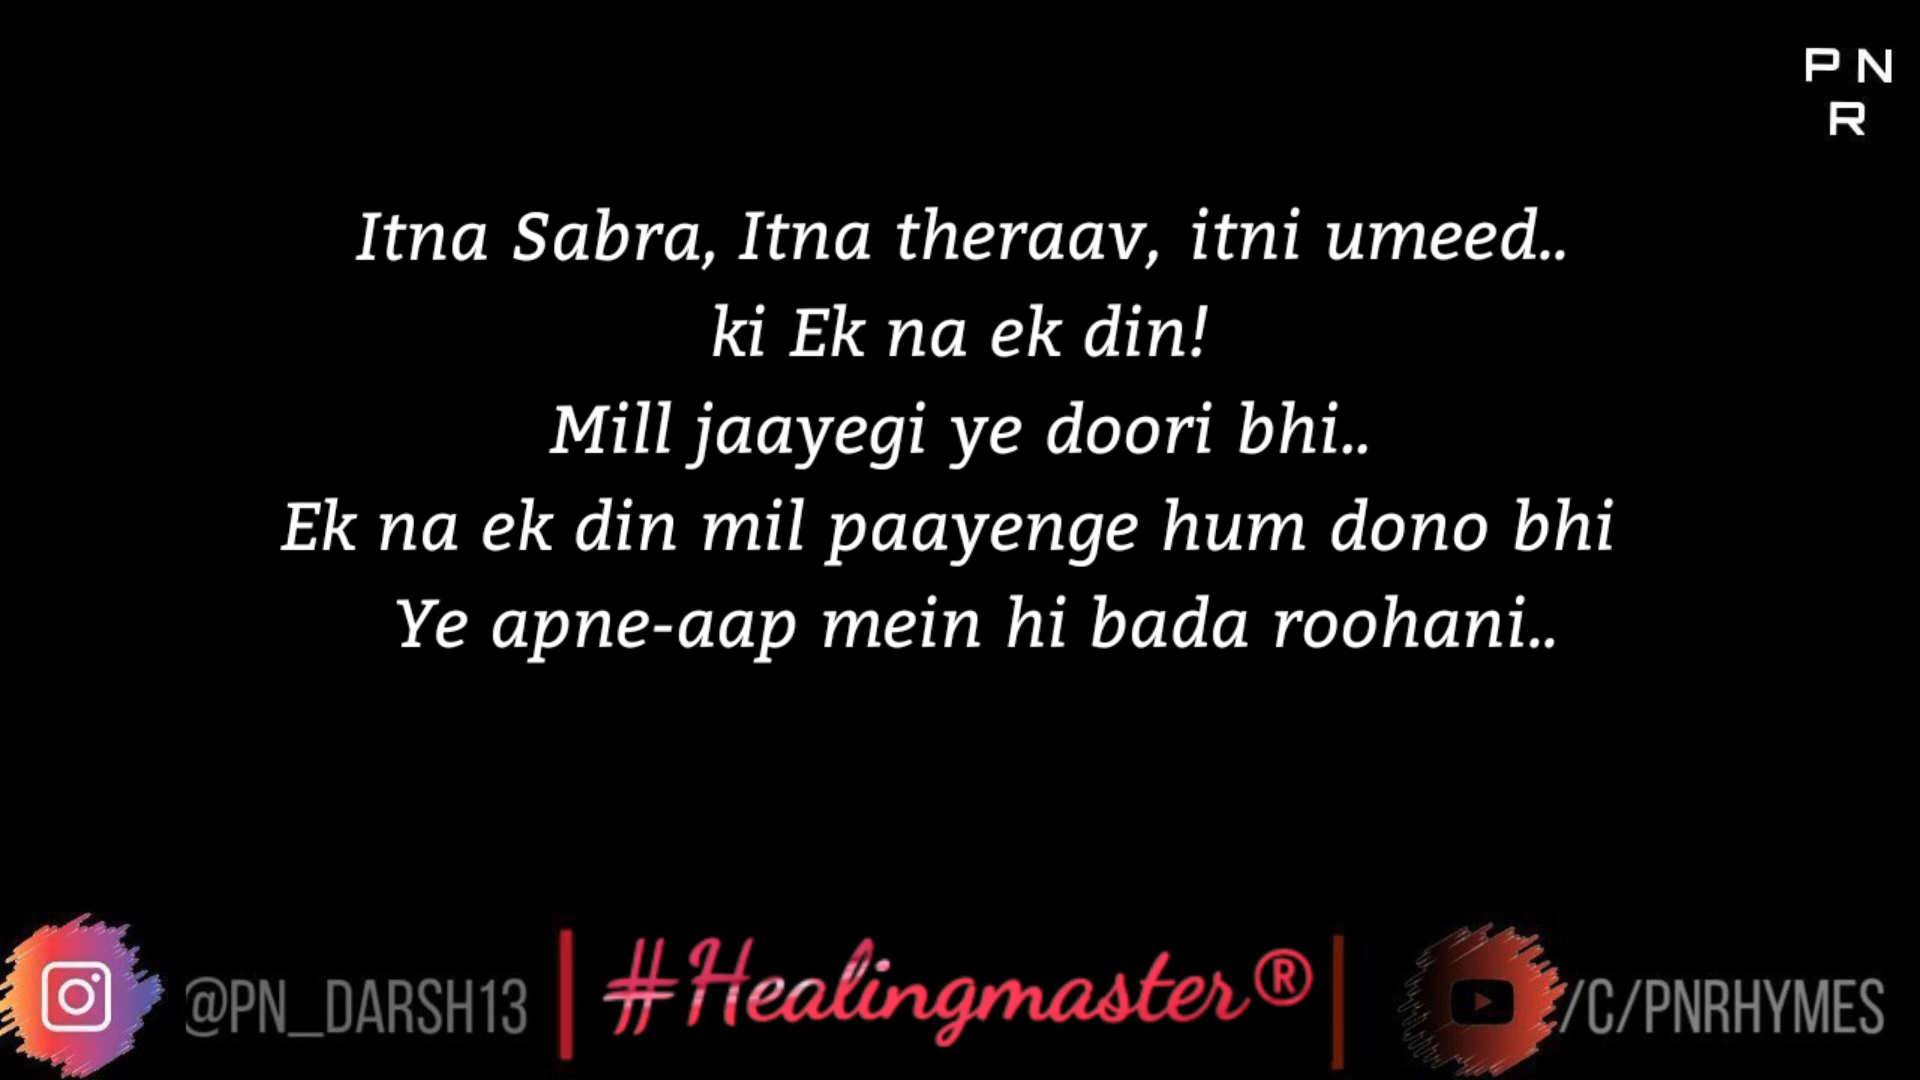 P N
R
Itna Sabra, Itna theraav, itni umeed..
ki Ek na ek din!
Mill jaayegi ye doori bhi..
Ek na ek din mil paayenge hum dono bhi
Ye apne-aap mein hi bada roohani..
@PN_DARSH13 | #Healingmaster® | /C/PNRHYMES